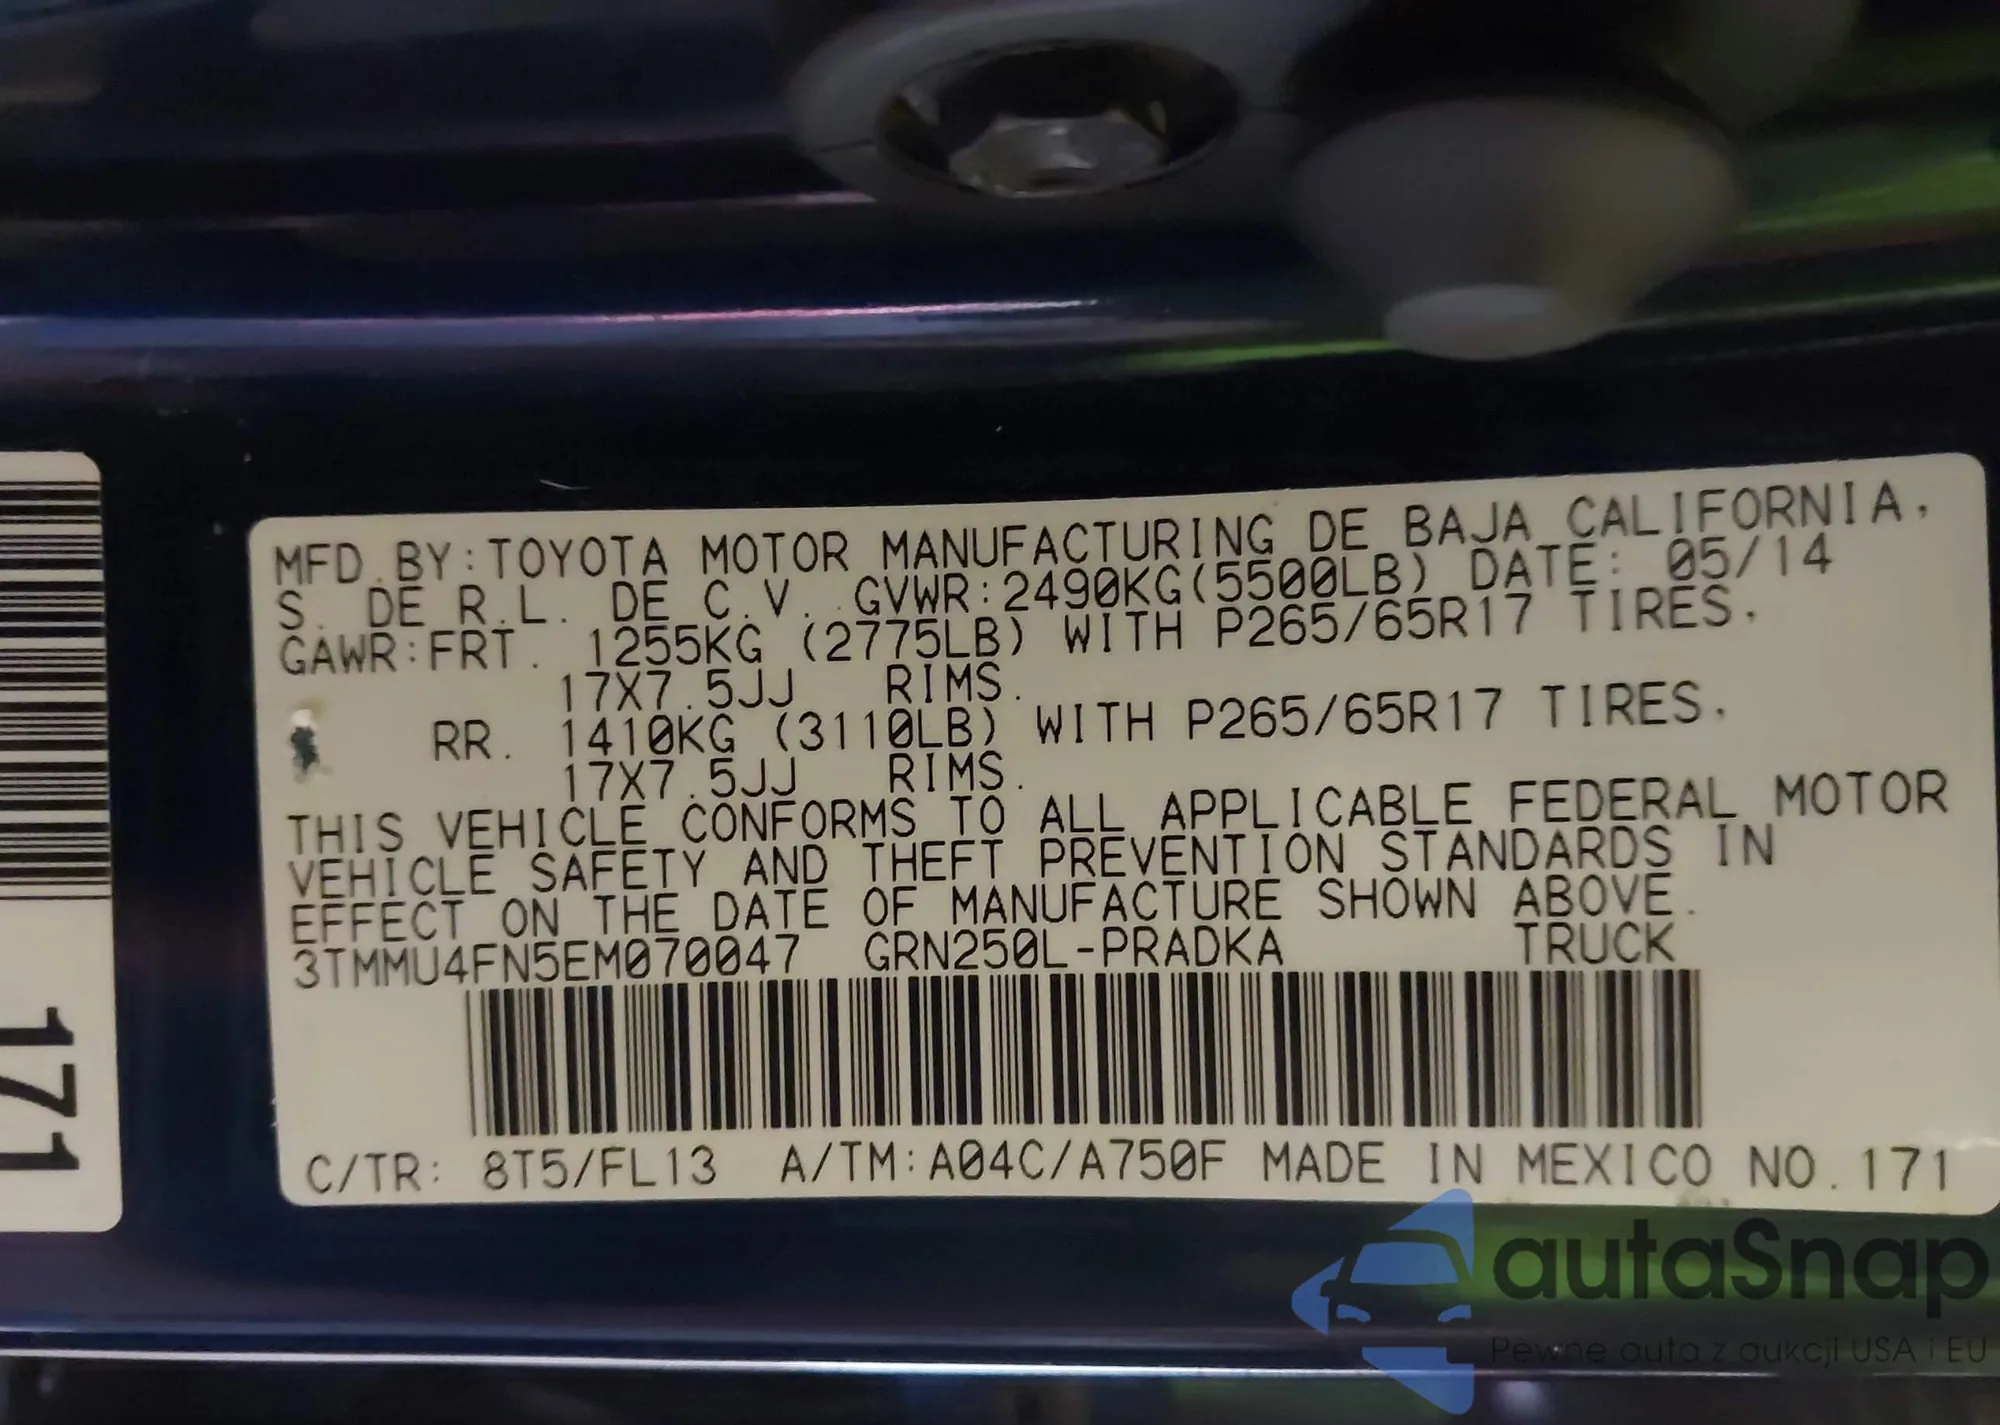 MFD.BY:TOYOTA MOTOR MANUFACTURING DE BAJA CALIFORNIA,
S. DE R.L. DE C.V. GVWR:2490KG(5500LB) DATE: 05/14
GAWR:FRT. 1255KG (2775LB) WITH P265/65R17 TIRES,
17X7.5JJ RIMS.
RR. 1410KG (3110LB) WITH P265/65R17 TIRES,
17X7.5JJ RIMS.
THIS VEHICLE CONFORMS TO ALL APPLICABLE FEDERAL MOTOR
VEHICLE SAFETY AND THEFT PREVENTION STANDARDS IN
EFFECT ON THE DATE OF MANUFACTURE SHOWN ABOVE.
3TMMU4FN5EM070047 GRN250L-PRADKA TRUCK
C/TR: 8T5/FL13 A/TM:A04C/A750F MADE IN MEXICO NO.171
171
autaSnap
Pewne auta z aukcji USA i EU